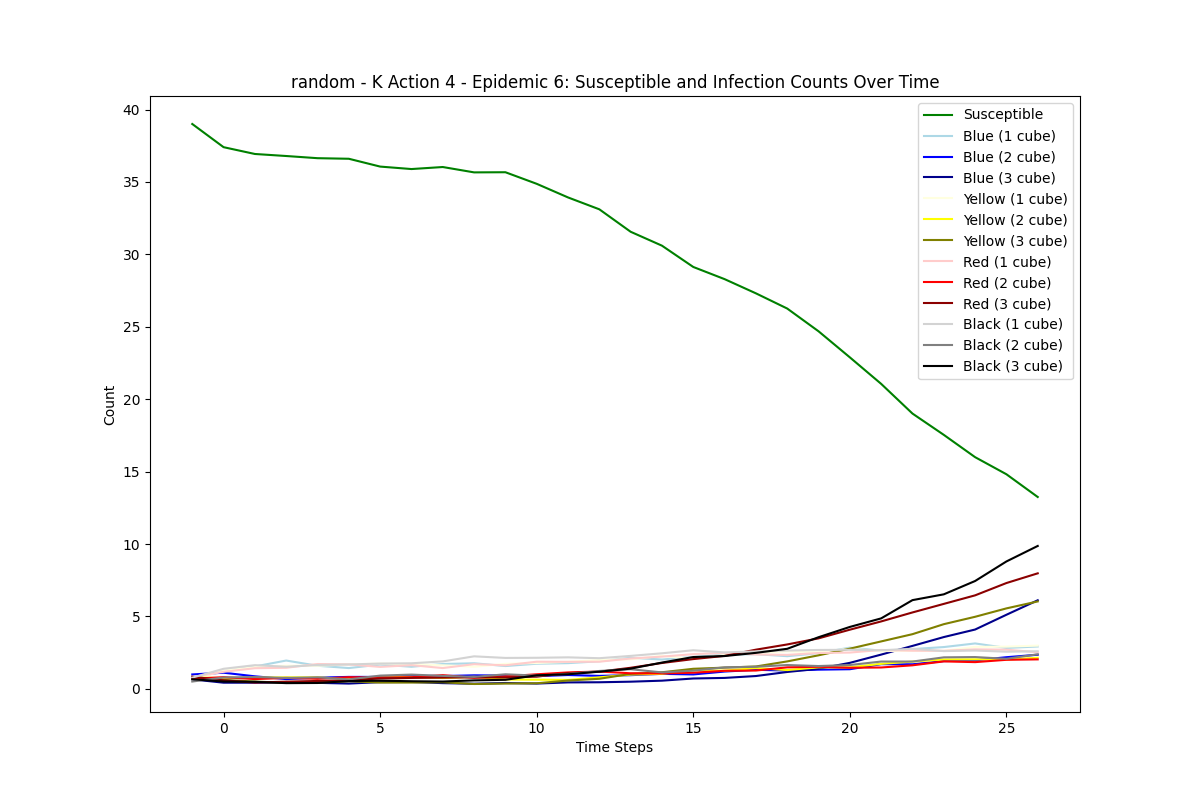 random - K Action 4 - Epidemic 6: Susceptible and Infection Counts Over Time
40
35
30
25
20
15
10
5
0
Count
Susceptible
Blue (1 cube)
Blue (2 cube)
Blue (3 cube)
Yellow (1 cube)
Yellow (2 cube)
Yellow (3 cube)
Red (1 cube)
Red (2 cube)
Red (3 cube)
Black (1 cube)
Black (2 cube)
Black (3 cube)
0 5 10 15 20 25
Time Steps